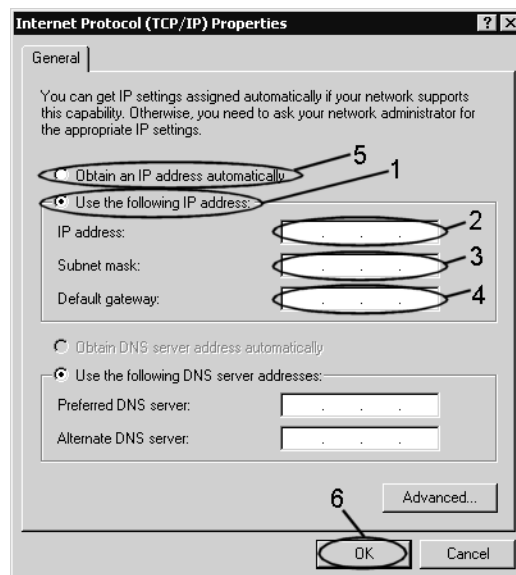 Internet Protocol (TCP/IP) Properties ? X
General
You can get IP settings assigned automatically if your network supports
this capability. Otherwise, you need to ask your network administrator for
the appropriate IP settings.
5
Obtain an IP address automatically
1
Use the following IP address:
IP address: . . . 2
Subnet mask: . . . 3
Default gateway: . . . 4
Obtain DNS server address automatically
Use the following DNS server addresses:
Preferred DNS server: . . .
Alternate DNS server: . . .
6
Advanced...
OK Cancel